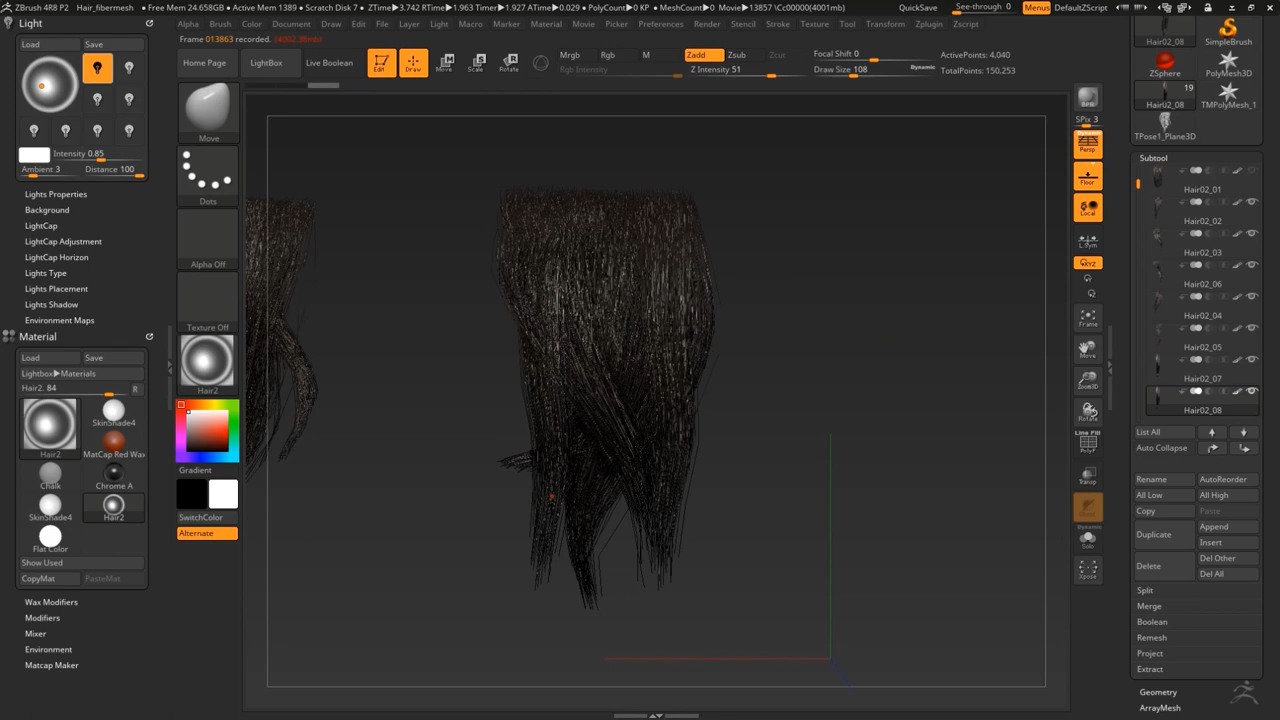 ZBrush 4R8 P2 Hair_fibermesh • Free Mem 24.658GB • Active Mem 1389 • Scratch Disk 7 • ZTime▶3.742 RTime▶1.963 Timer▶1.927 ATime▶0.029 • PolyCount▶0 KP • MeshCount▶0 Movie▶13857 \Cc00000(4001mb) QuickSave See-through 0 Menus DefaultZScript
Light
Alpha Brush Color Document Draw Edit File Layer Light Macro Marker Material Movie Picker Preferences Render Stencil Stroke Texture Tool Transform Zplugin Zscript
Frame 013863 recorded.
Load Save
Home Page LightBox Live Boolean
Edit Draw Move Scale Rotate
Mrgb Rgb M
Rgb Intensity
Zadd Zsub Zcut
Z Intensity 51
Focal Shift 0
Draw Size 108 Dynamic
ActivePoints: 4,040
TotalPoints: 150,253
Intensity 0.85
Ambient 3 Distance 100
Lights Properties
Background
LightCap
LightCap Adjustment
LightCap Horizon
Lights Type
Lights Placement
Lights Shadow
Environment Maps
Material
Load Save
Lightbox▶Materials
Hair2. 84 R
Hair2
SkinShade4
MatCap Red Wax
Chalk Chrome A
SkinShade4 Hair2
Flat Color
Show Used
CopyMat PasteMat
Wax Modifiers
Modifiers
Mixer
Environment
Matcap Maker
Move
Dots
Alpha Off
Texture Off
Hair2
Gradient
SwitchColor
Alternate
BPR
SPix 3
Dynamic
Persp
Floor
Local
L.Sym
XYZ
Frame
Move
Zoom3D
Rotate
Line Fill
PolyF
Transp
Dynamic
Solo
Xpose
Hair02_08
SimpleBrush
ZSphere PolyMesh3D
19
Hair02_08 TMPolyMesh_1
TPose1_Plane3D
Subtool
Hair02_01
Hair02_02
Hair02_03
Hair02_06
Hair02_04
Hair02_05
Hair02_07
Hair02_08
List All
Auto Collapse
Rename AutoReorder
All Low All High
Copy Paste
Duplicate Append
Insert
Delete Del Other
Del All
Split
Merge
Boolean
Remesh
Project
Extract
Geometry
ArrayMesh